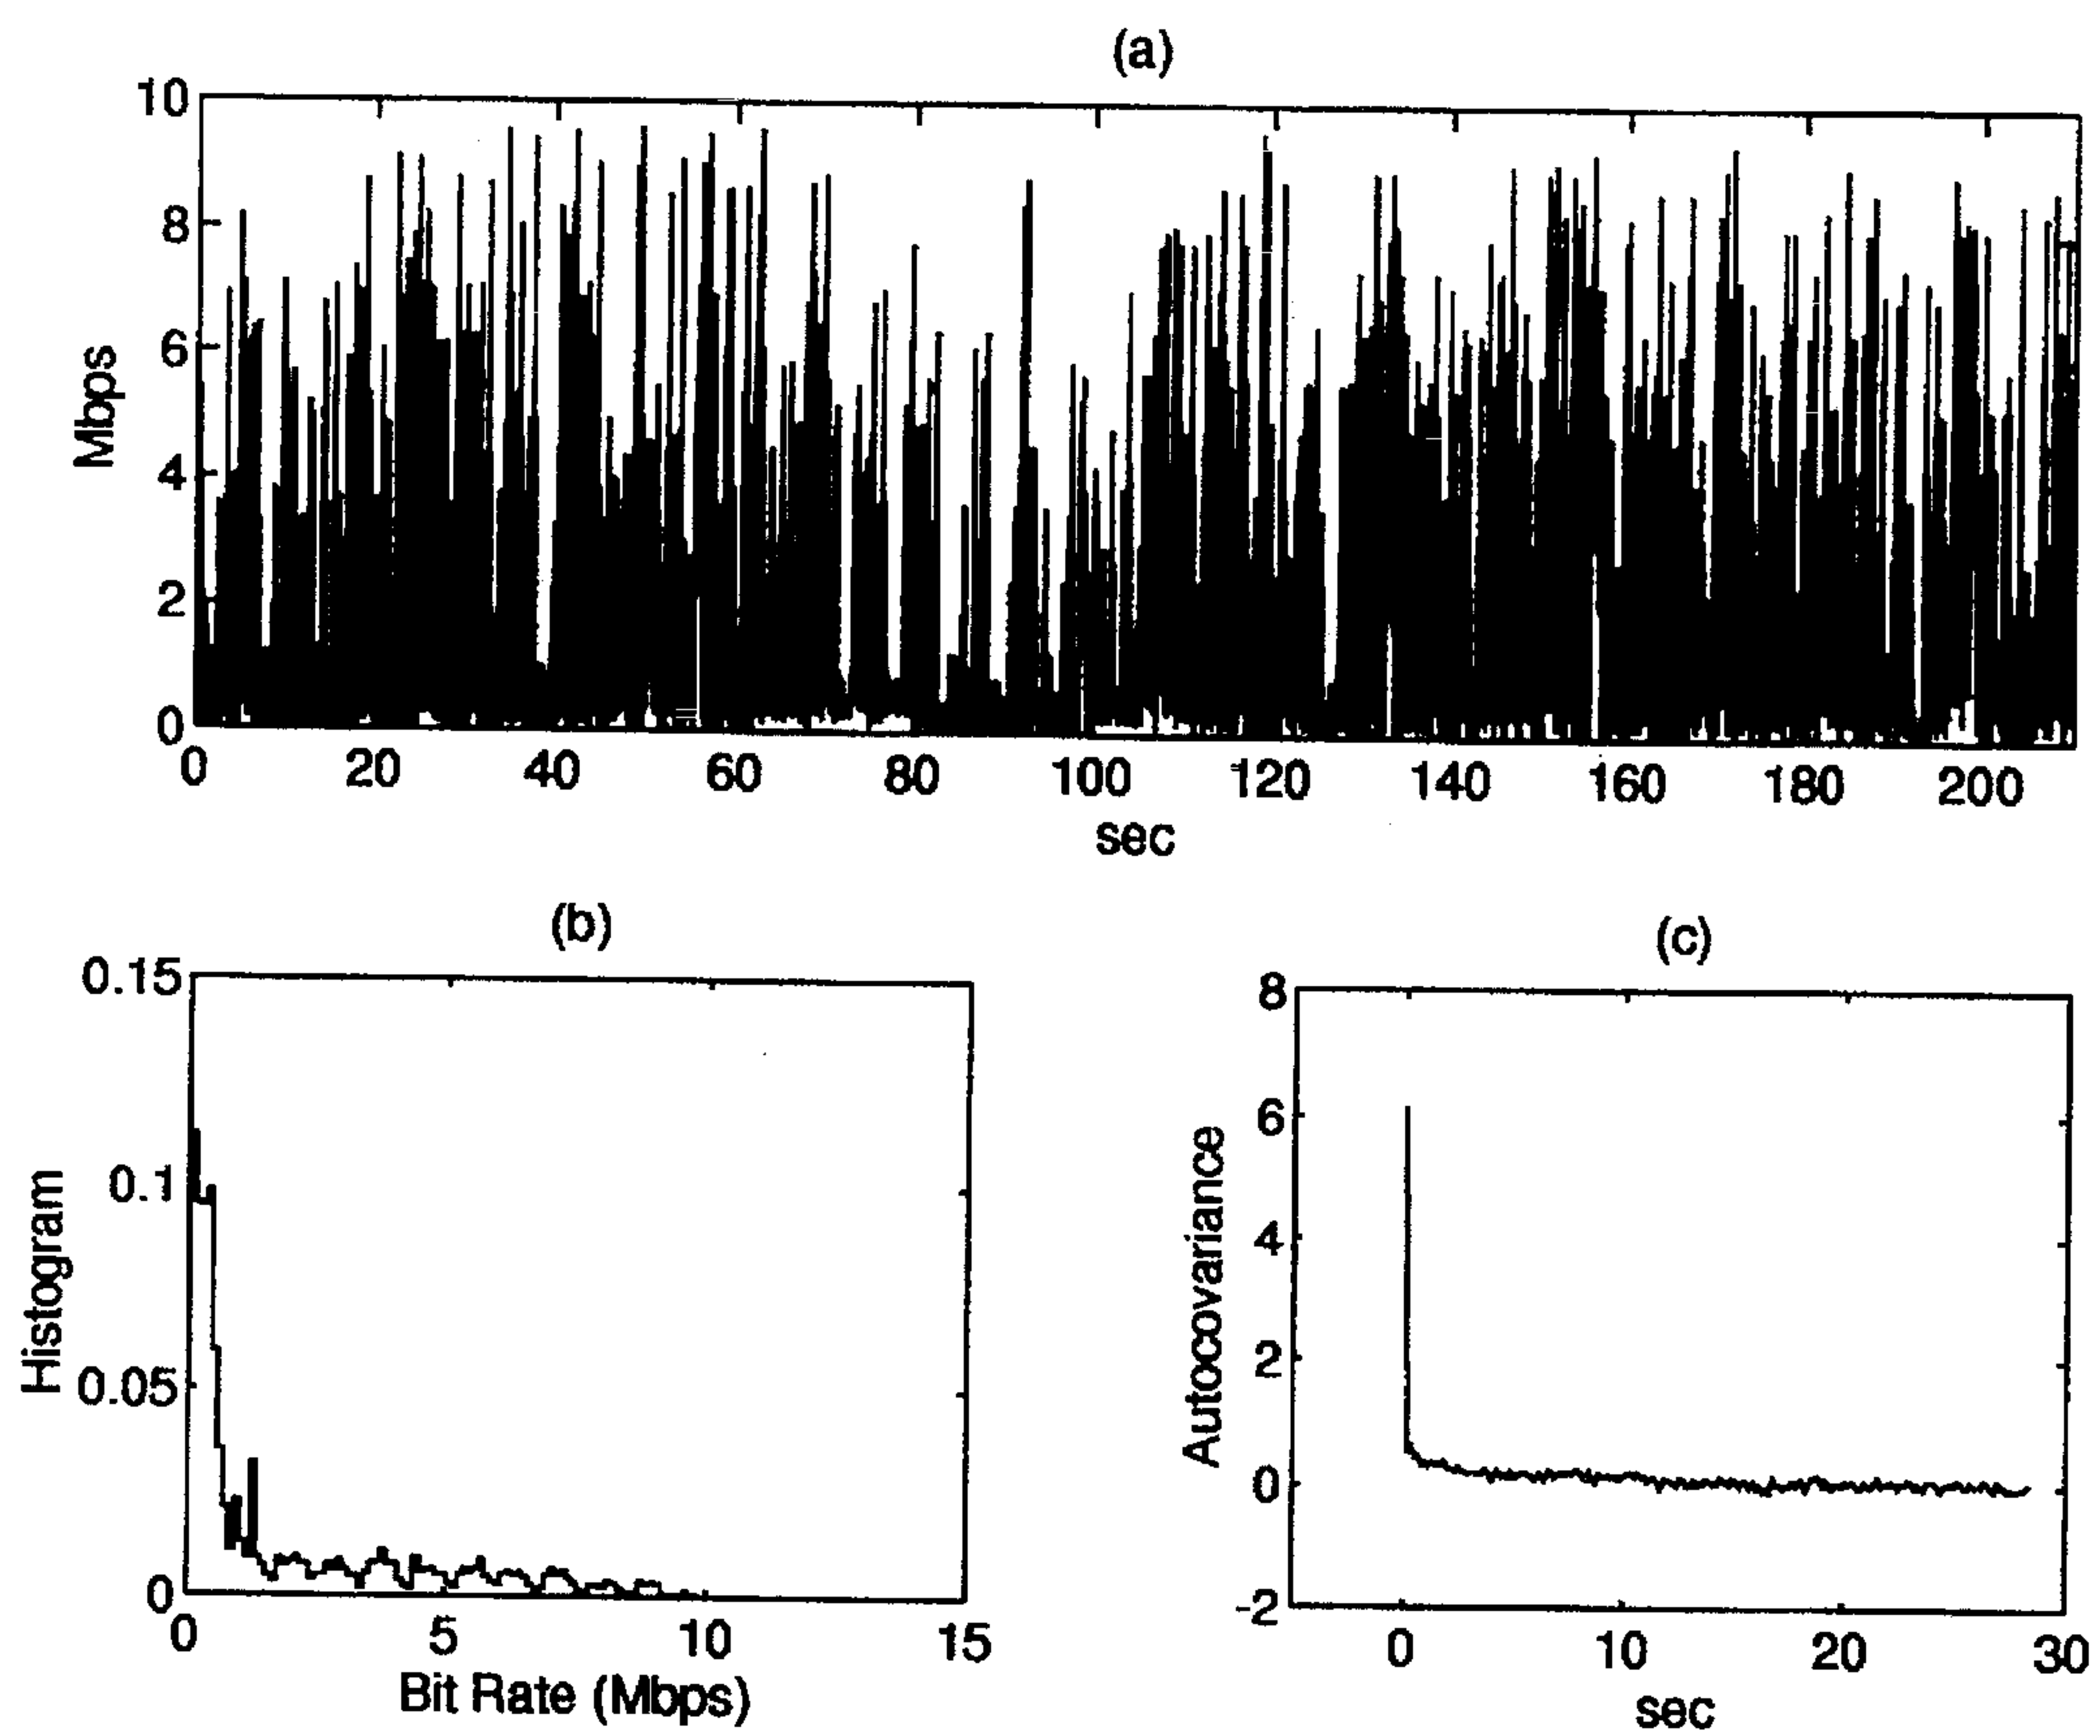 (a)
10
8
6
4
2
0
Mbps
0 20 40 60 80 100 120 140 160 180 200
sec
(b)
0.15
0.1
0.05
0
Histogram
0 5 10 15
Bit Rate (Mbps)
(c)
8
6
4
2
0
-2
Autocovariance
0 10 20 30
sec